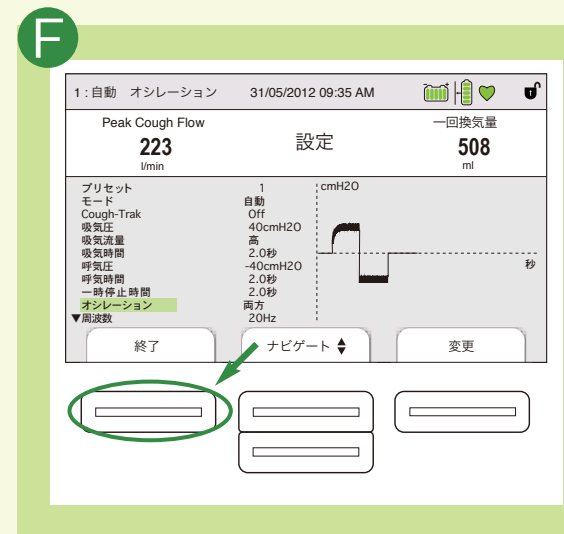 F
1：自動 オシレーション 31/05/2012 09:35 AM
Peak Cough Flow
223
l/min
設定
一回換気量
508
ml
プリセット 1
モード 自動
Cough-Trak Off
吸気圧 40cmH2O
吸気流量 高
吸気時間 2.0秒
呼気圧 -40cmH2O
呼気時間 2.0秒
一時停止時間 2.0秒
オシレーション 両方
▼周波数 20Hz
cmH2O
秒
終了 ナビゲート 変更